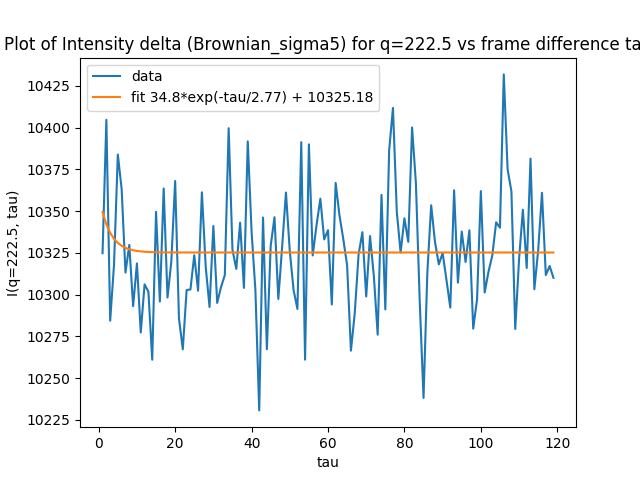 Plot of Intensity delta (Brownian_sigma5) for q=222.5 vs frame difference ta
data
fit 34.8*exp(-tau/2.77) + 10325.18
I(q=222.5, tau)
10425
10400
10375
10350
10325
10300
10275
10250
10225
0 20 40 60 80 100 120
tau